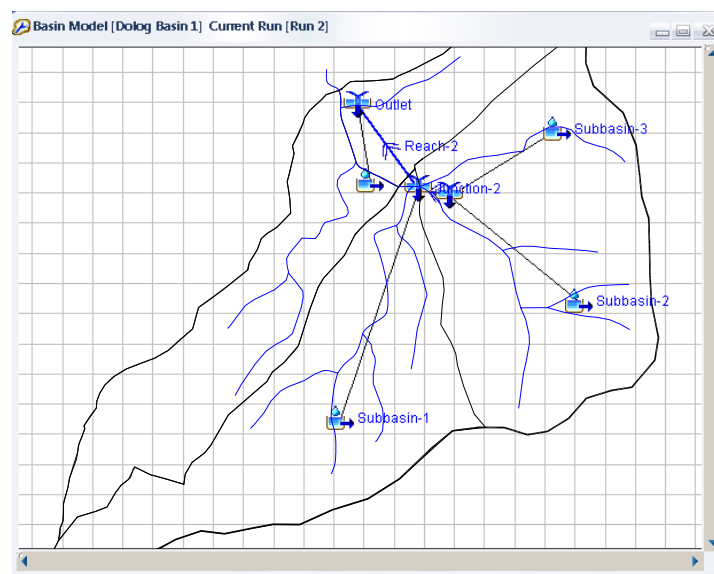 Basin Model [Dolog Basin 1] Current Run [Run 2]
Outlet
Subbasin-3
Reach-2
Junction-2
Subbasin-2
Subbasin-1